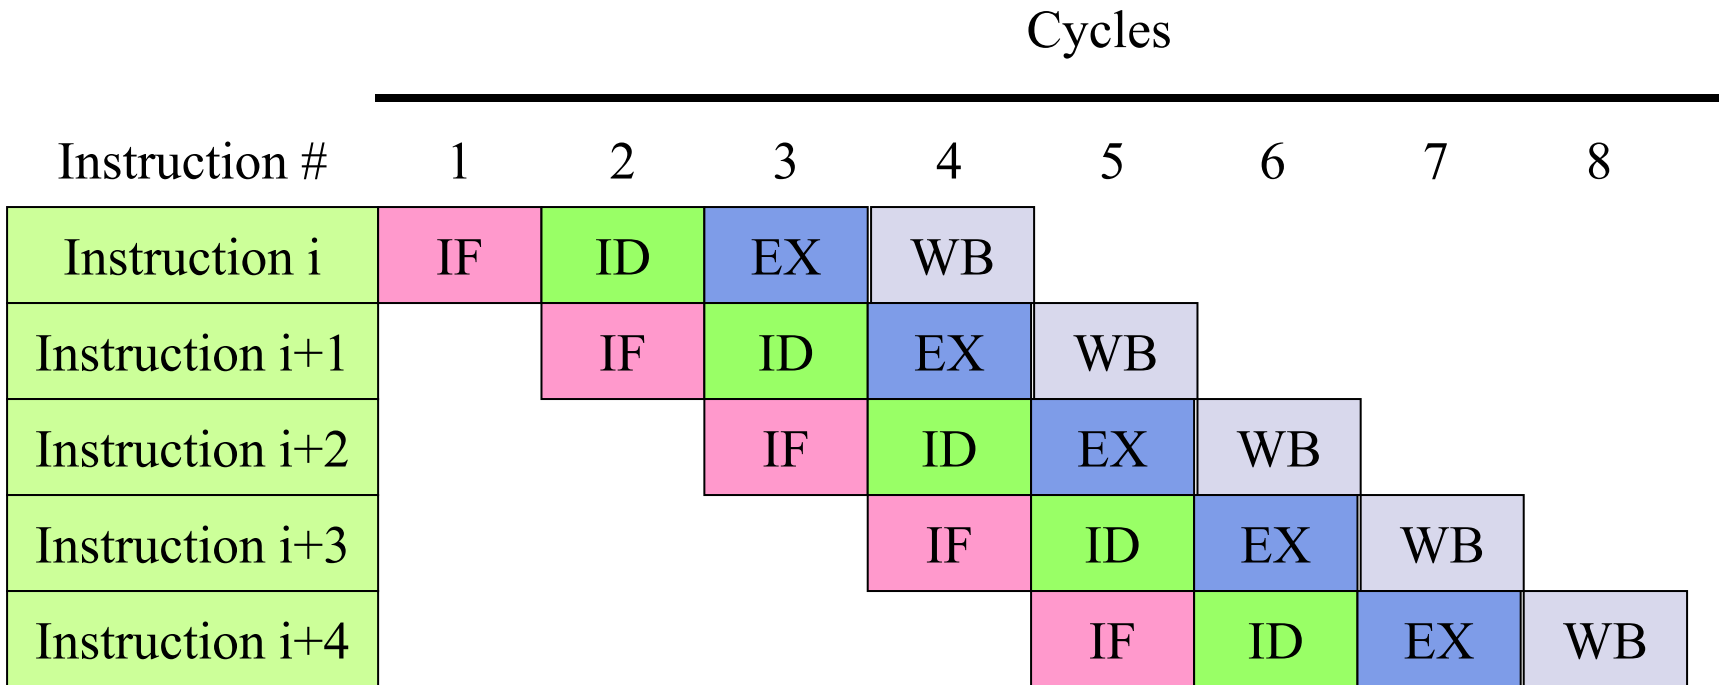 Cycles
Instruction # 1 2 3 4 5 6 7 8
Instruction i IF ID EX WB
Instruction i+1 IF ID EX WB
Instruction i+2 IF ID EX WB
Instruction i+3 IF ID EX WB
Instruction i+4 IF ID EX WB